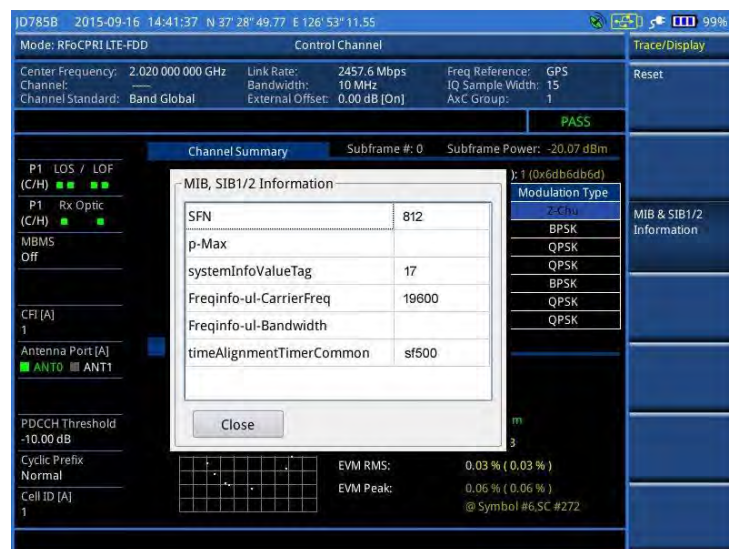 JD785B 2015-09-16 14:41:37 N 37° 28" 49.77 E 126° 53" 11.55 99%
Mode: RFoCPRI LTE-FDD Control Channel Trace/Display
Center Frequency: 2.020 000 000 GHz Link Rate: 2457.6 Mbps Freq Reference: GPS
Channel: ---- Bandwidth: 10 MHz IQ Sample Width: 15
Channel Standard: Band Global External Offset: 0.00 dB [On] AxC Group: 1
Reset
PASS
Channel Summary Subframe #: 0 Subframe Power: -20.07 dBm
P1 LOS / LOF
(C/H)
P1 Rx Optic
(C/H)
MBMS
Off
CFI [A]
1
Antenna Port [A]
ANT0 ANT1
PDCCH Threshold
-10.00 dB
Cyclic Prefix
Normal
Cell ID [A]
1
MIB, SIB1/2 Information
SFN 812
p-Max
systemInfoValueTag 17
Freqinfo-ul-CarrierFreq 19600
Freqinfo-ul-Bandwidth
timeAlignmentTimerCommon sf500
Close
): 1 (0x6db6db6d)
Modulation Type
Z-Chu
BPSK
QPSK
QPSK
BPSK
QPSK
QPSK
m
3
EVM RMS: 0.03 % ( 0.03 % )
EVM Peak: 0.06 % ( 0.06 % )
@ Symbol #6,SC #272
MIB & SIB1/2
Information